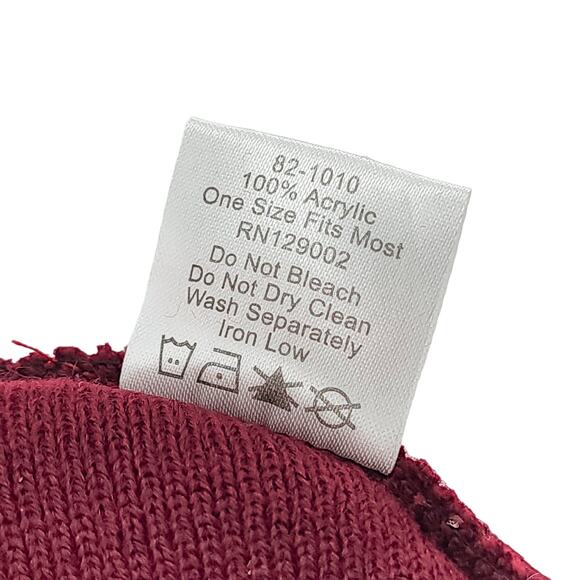 82-1010
100% Acrylic
One Size Fits Most
RN129002
Do Not Bleach
Do Not Dry Clean
Wash Separately
Iron Low